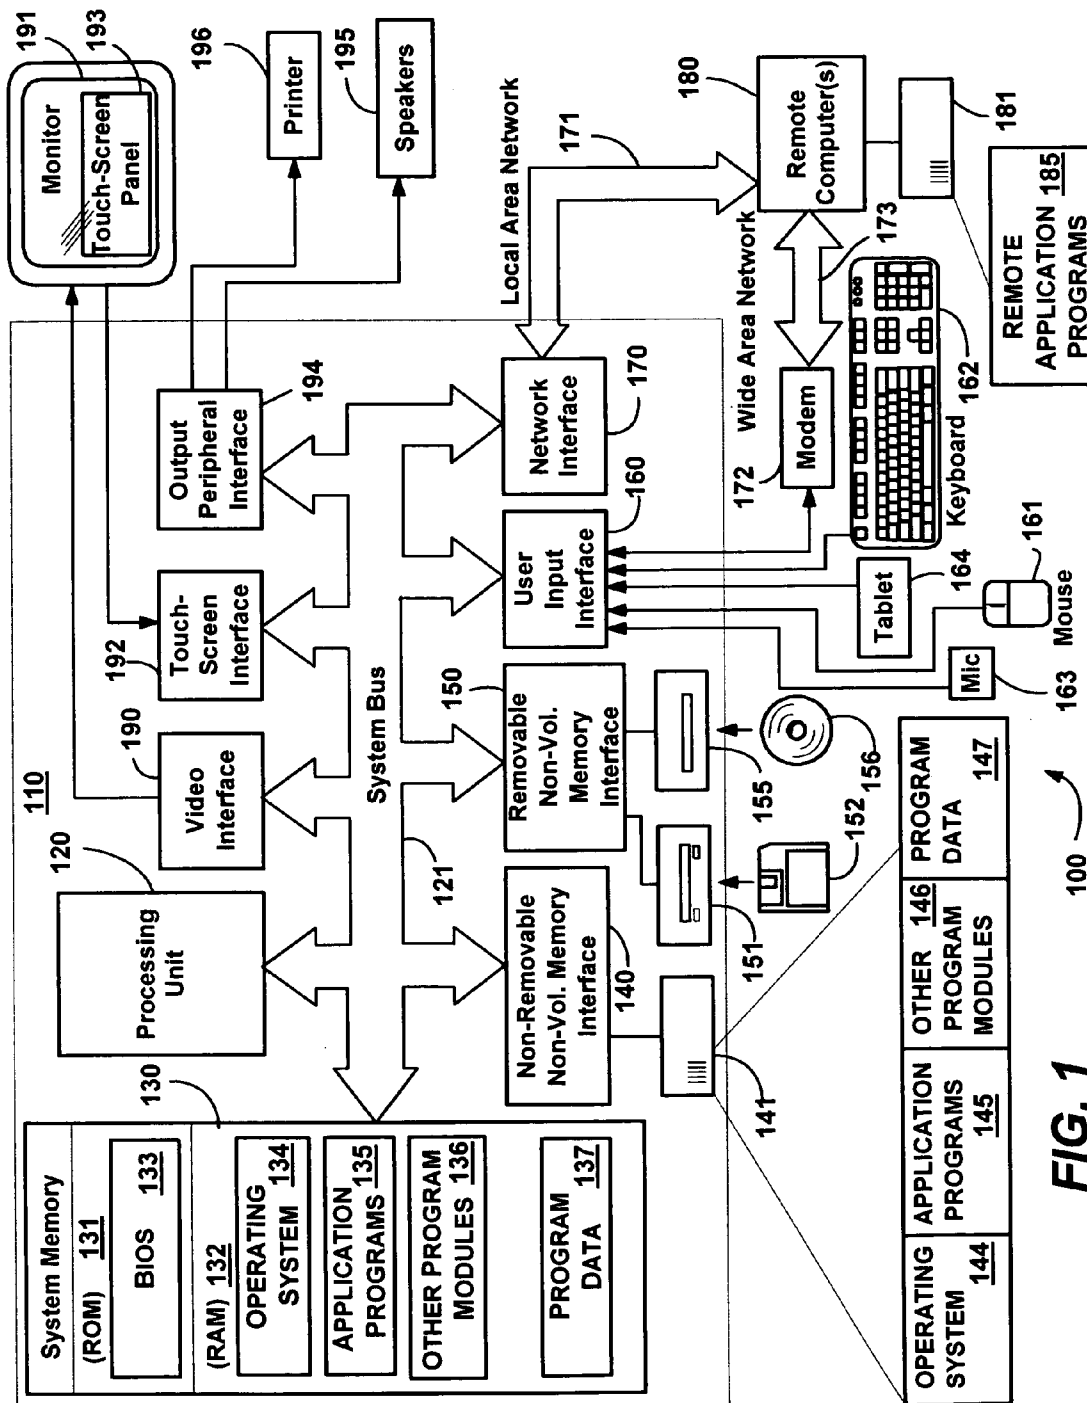 System Memory
(ROM) 131
BIOS 133
(RAM) 132
OPERATING
SYSTEM 134
APPLICATION
PROGRAMS 135
OTHER PROGRAM
MODULES 136
PROGRAM
DATA 137
130
Processing
Unit
120
110
Video
Interface
190
Touch-
Screen
Interface
192
Output
Peripheral
Interface
194
Monitor
Touch-Screen
Panel
191
193
Printer
196
Speakers
195
System Bus
121
Non-Removable
Non-Vol. Memory
Interface
140
Removable
Non-Vol.
Memory
Interface
150
User
Input
Interface
160
Network
Interface
170
Local Area Network
171
Wide Area Network
173
Modem
172
Remote
Computer(s)
180
181
REMOTE
APPLICATION
PROGRAMS
185
141
151
152
155
156
Mic
163
Tablet
164
Mouse
161
Keyboard
162
OPERATING
SYSTEM 144
APPLICATION
PROGRAMS
145
OTHER
PROGRAM
MODULES
146
PROGRAM
DATA
147
100
FIG. 1